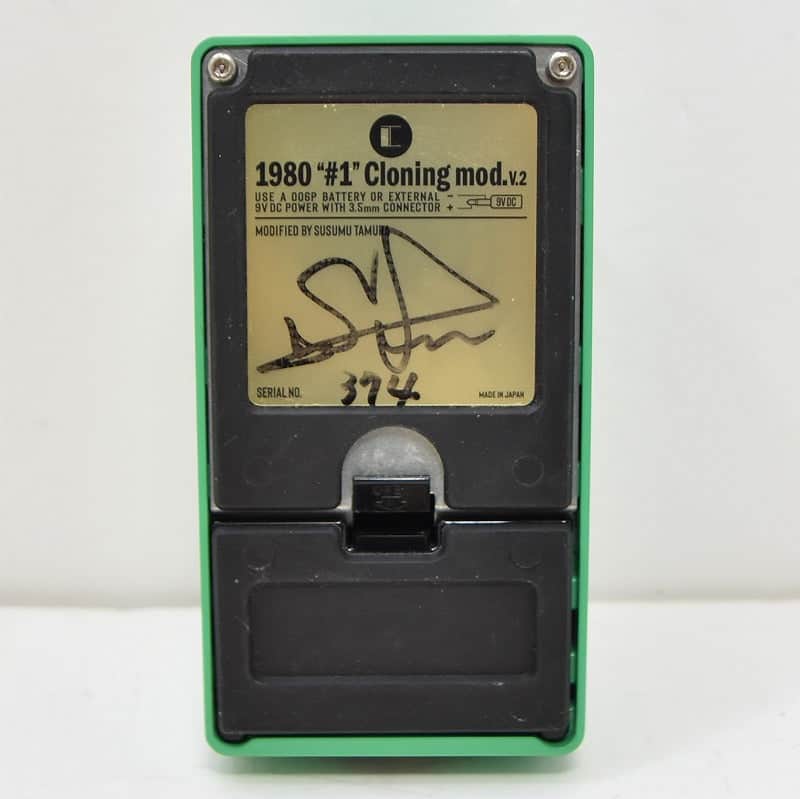 1980 "#1" Cloning mod.V.2
USE A 006P BATTERY OR EXTERNAL - 
9V DC POWER WITH 3.5mm CONNECTOR + 9V DC
MODIFIED BY SUSUMU TAMURA
SERIAL NO. 374 MADE IN JAPAN